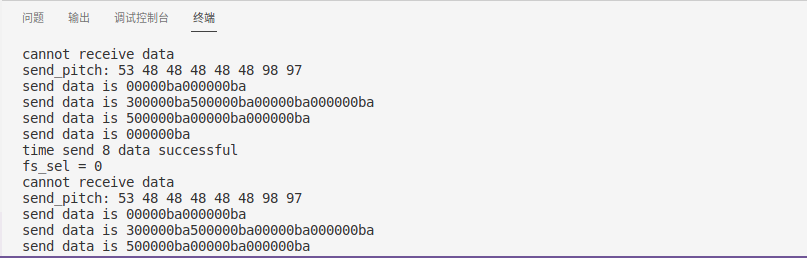 问题 输出 调试控制台 终端
cannot receive data
send_pitch: 53 48 48 48 48 48 98 97
send data is 00000ba000000ba
send data is 300000ba500000ba00000ba000000ba
send data is 500000ba00000ba000000ba
send data is 000000ba
time send 8 data successful
fs_sel = 0
cannot receive data
send_pitch: 53 48 48 48 48 48 98 97
send data is 00000ba000000ba
send data is 300000ba500000ba00000ba000000ba
send data is 500000ba00000ba000000ba